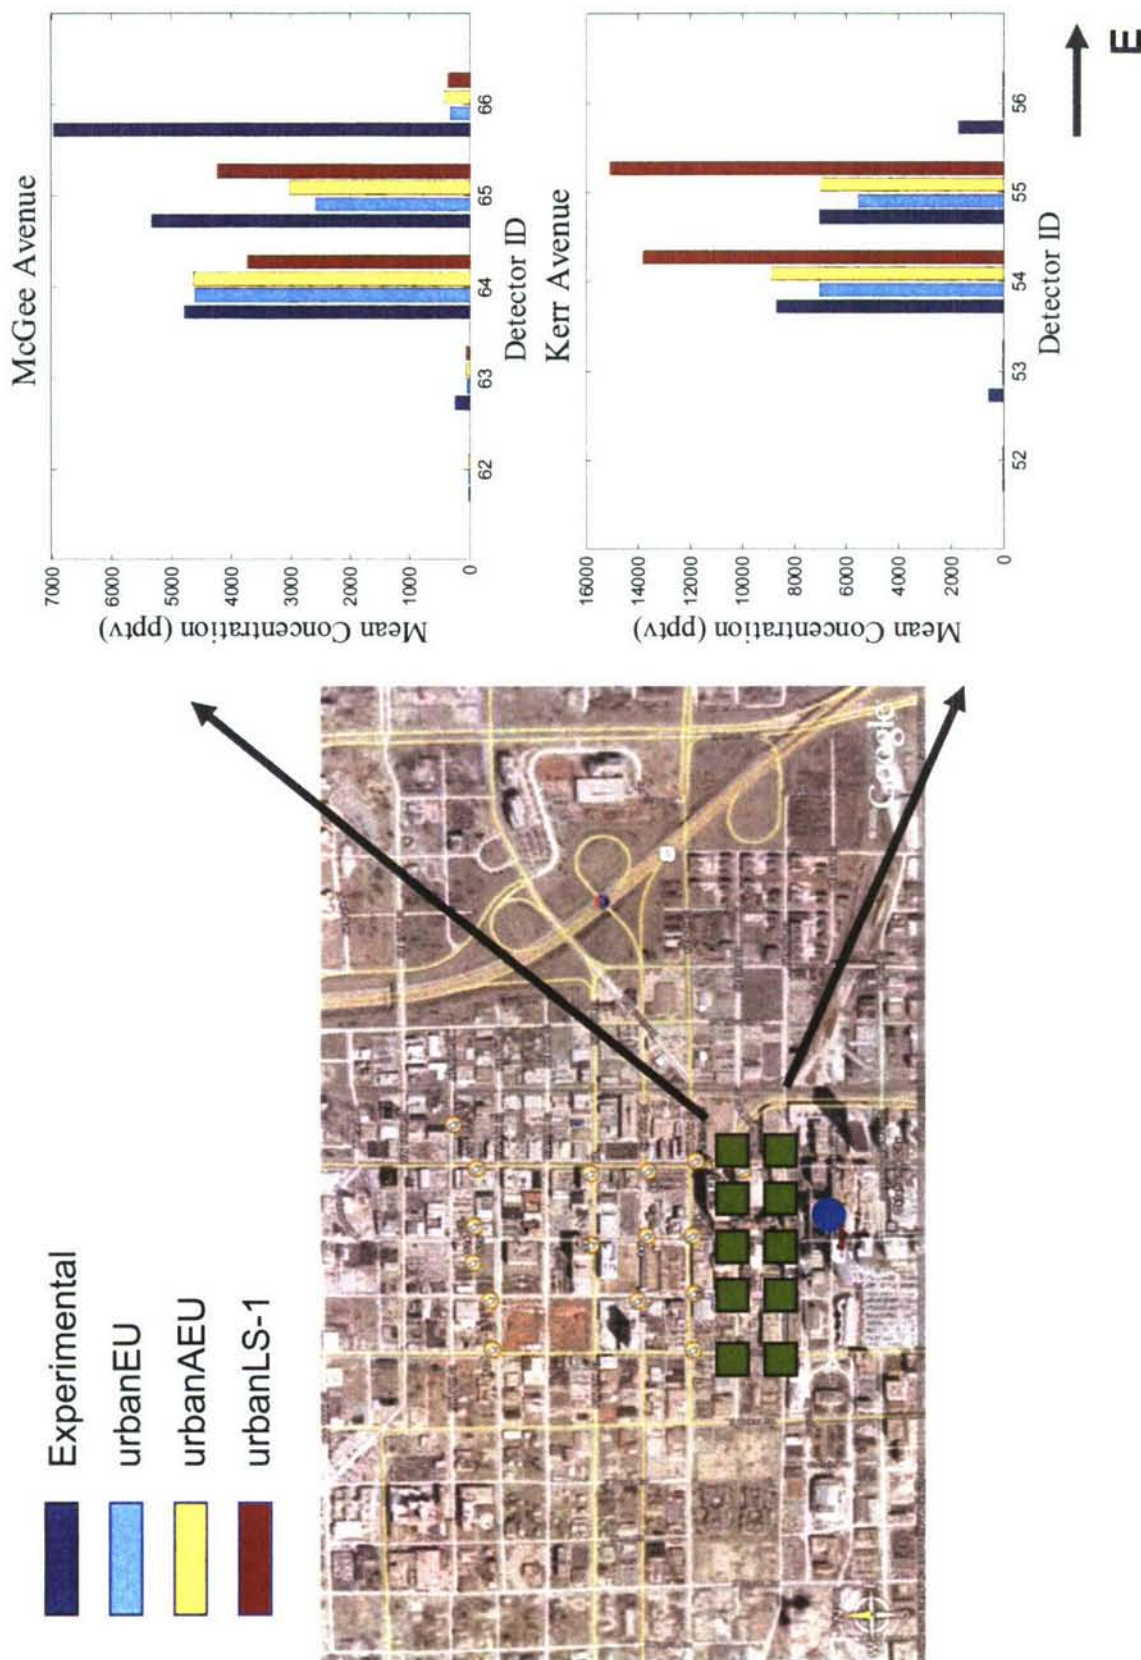 Experimental
urbanEU
urbanAEU
urbanLS-1
McGee Avenue
Mean Concentration (pptv)
7000
6000
5000
4000
3000
2000
1000
0
62
63
64
65
66
Detector ID
Kerr Avenue
Mean Concentration (pptv)
16000
14000
12000
10000
8000
6000
4000
2000
0
52
53
54
55
56
Detector ID
E
Google